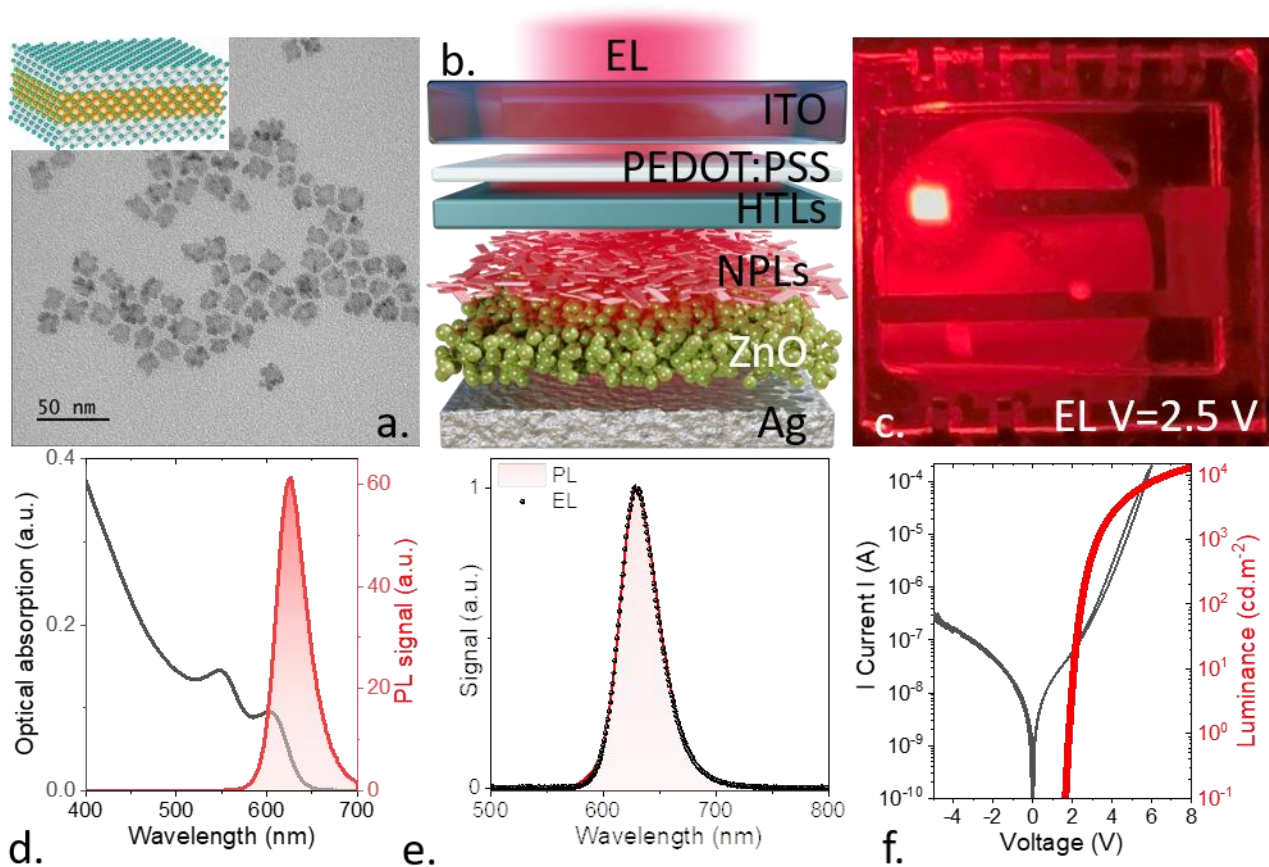 50 nm
a.
b.
EL
ITO
PEDOT:PSS
HTLs
NPLs
ZnO
Ag
c.
EL V=2.5 V
0.4
0.2
0.0
Optical absorption (a.u.)
60
40
20
0
PL signal (a.u.)
400 500 600 700
Wavelength (nm)
d.
PL
EL
1
0
Signal (a.u.)
500 600 700 800
Wavelength (nm)
e.
10⁻⁴
10⁻⁵
10⁻⁶
10⁻⁷
10⁻⁸
10⁻⁹
10⁻¹⁰
I Current I (A)
10⁴
10³
10²
10¹
10⁰
10⁻¹
Luminance (cd.m⁻²)
-4 -2 0 2 4 6 8
Voltage (V)
f.